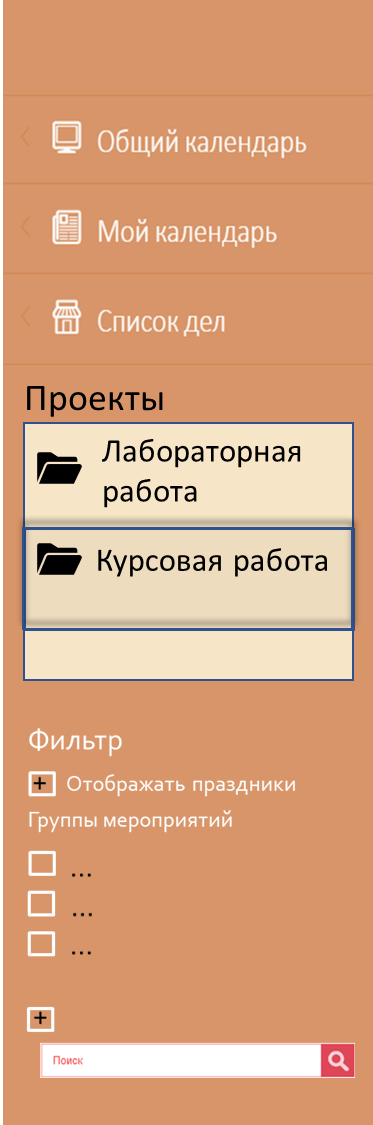 Общий календарь
Мой календарь
Список дел
Проекты
Лабораторная
работа
Курсовая работа
Фильтр
+ Отображать праздники
Группы мероприятий
...
...
...
+
Поиск